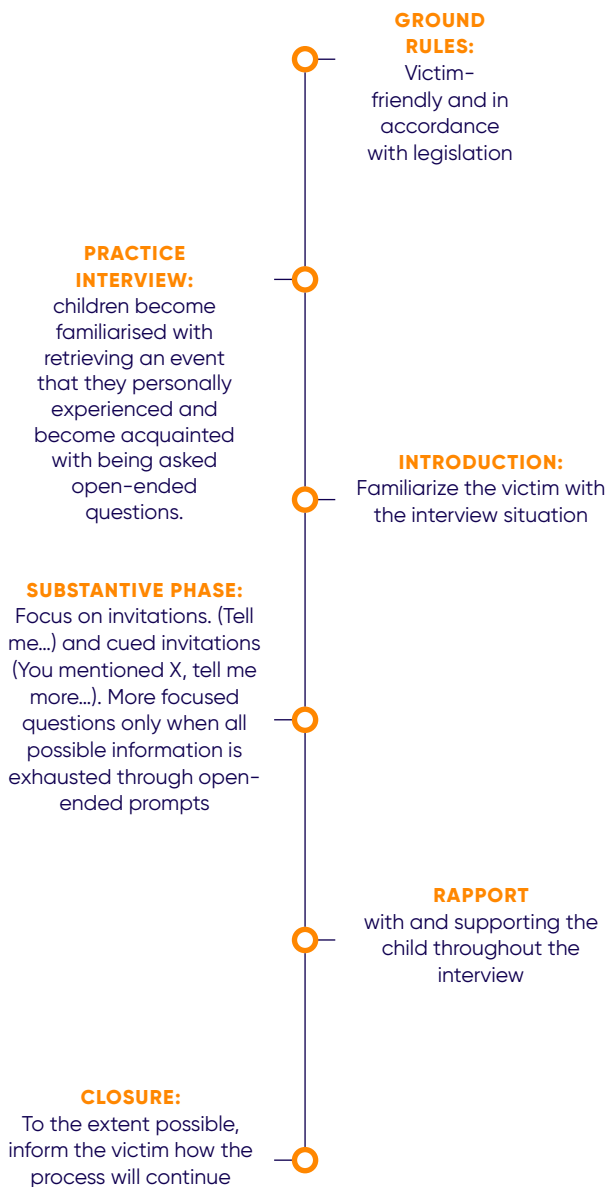 GROUND
RULES:
Victim-
friendly and in
accordance
with legislation
PRACTICE
INTERVIEW:
children become
familiarised with
retrieving an event
that they personally
experienced and
become acquainted
with being asked
open-ended
questions.
INTRODUCTION:
Familiarize the victim with
the interview situation
SUBSTANTIVE PHASE:
Focus on invitations. (Tell
me…) and cued invitations
(You mentioned X, tell me
more…). More focused
questions only when all
possible information is
exhausted through open-
ended prompts
RAPPORT
with and supporting the
child throughout the
interview
CLOSURE:
To the extent possible,
inform the victim how the
process will continue